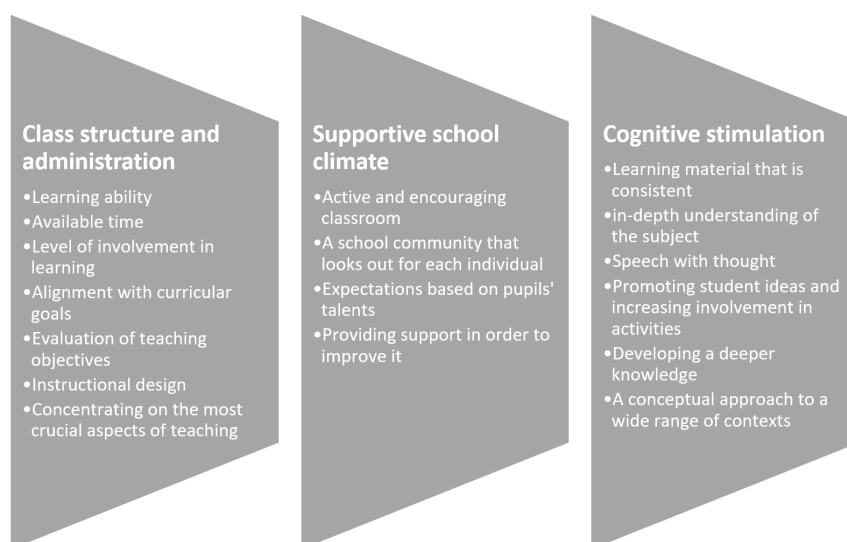 Class structure and
administration
•Learning ability
•Available time
•Level of involvement in
learning
•Alignment with curricular
goals
•Evaluation of teaching
objectives
•Instructional design
•Concentrating on the most
crucial aspects of teaching
Supportive school
climate
•Active and encouraging
classroom
•A school community that
looks out for each individual
•Expectations based on pupils'
talents
•Providing support in order to
improve it
Cognitive stimulation
•Learning material that is
consistent
•in-depth understanding of
the subject
•Speech with thought
•Promoting student ideas and
increasing involvement in
activities
•Developing a deeper
knowledge
•A conceptual approach to a
wide range of contexts